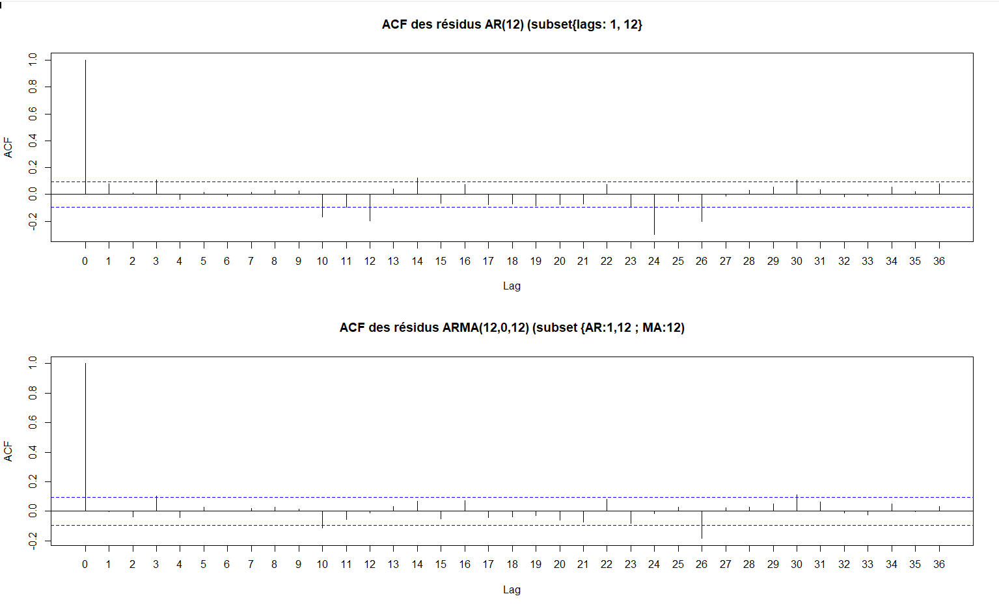 ACF des résidus AR(12) (subset{lags: 1, 12}
1.0
0.8
0.6
0.4
0.2
0.0
-0.2
ACF
0 1 2 3 4 5 6 7 8 9 10 11 12 13 14 15 16 17 18 19 20 21 22 23 24 25 26 27 28 29 30 31 32 33 34 35 36
Lag
ACF des résidus ARMA(12,0,12) (subset {AR:1,12 ; MA:12)
1.0
0.8
0.6
0.4
0.2
0.0
-0.2
ACF
0 1 2 3 4 5 6 7 8 9 10 11 12 13 14 15 16 17 18 19 20 21 22 23 24 25 26 27 28 29 30 31 32 33 34 35 36
Lag